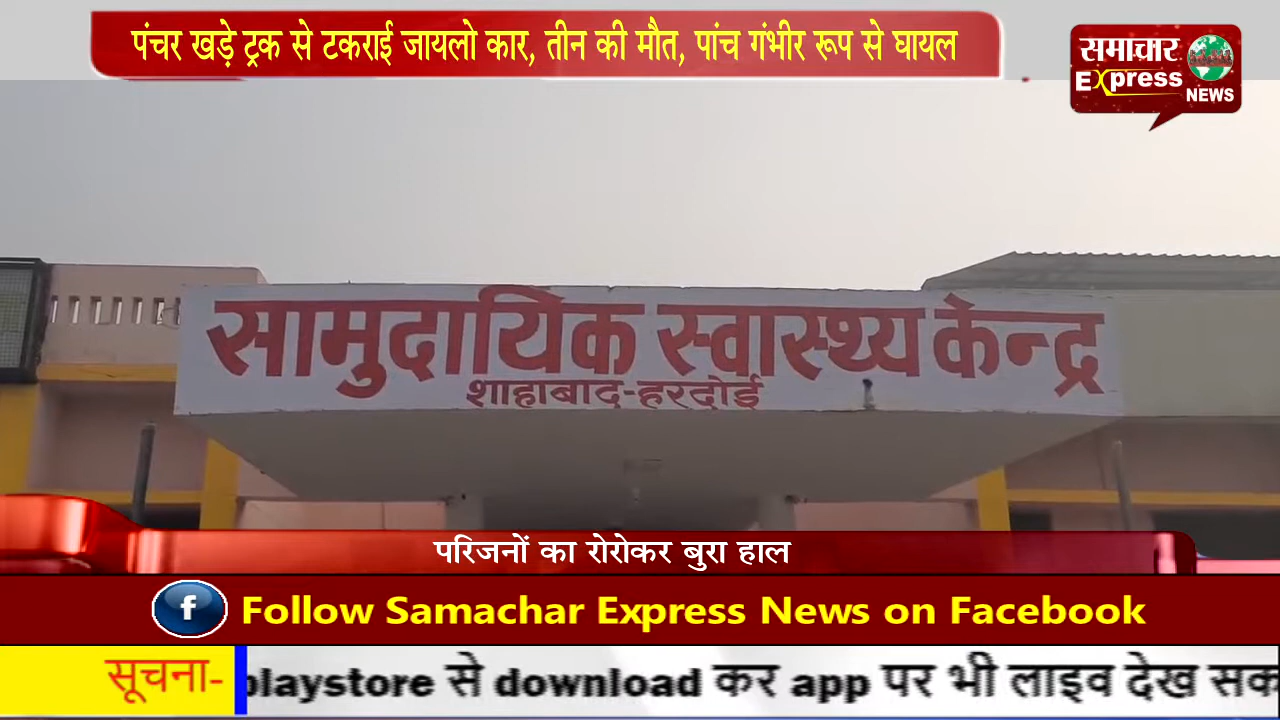 पंचर खड़े ट्रक से टकराई जायलो कार, तीन की मौत, पांच गंभीर रूप से घायल
समाचार
Express
NEWS
सामुदायिक स्वास्थ्य केन्द्र
शाहाबाद-हरदोई
परिजनों का रोरोकर बुरा हाल
f Follow Samachar Express News on Facebook
सूचना- playstore से download कर app पर भी लाइव देख सक